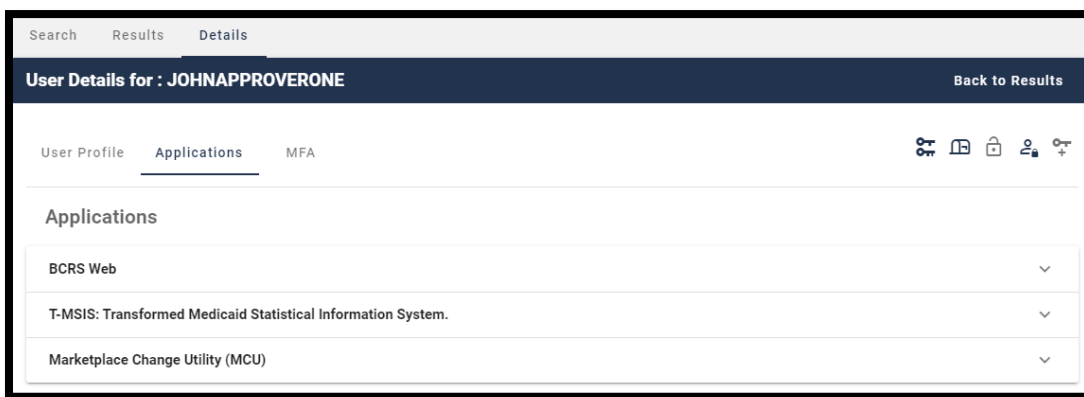 Search Results Details
User Details for : JOHNAPPROVERONE Back to Results
User Profile Applications MFA
Applications
BCRS Web
T-MSIS: Transformed Medicaid Statistical Information System.
Marketplace Change Utility (MCU)